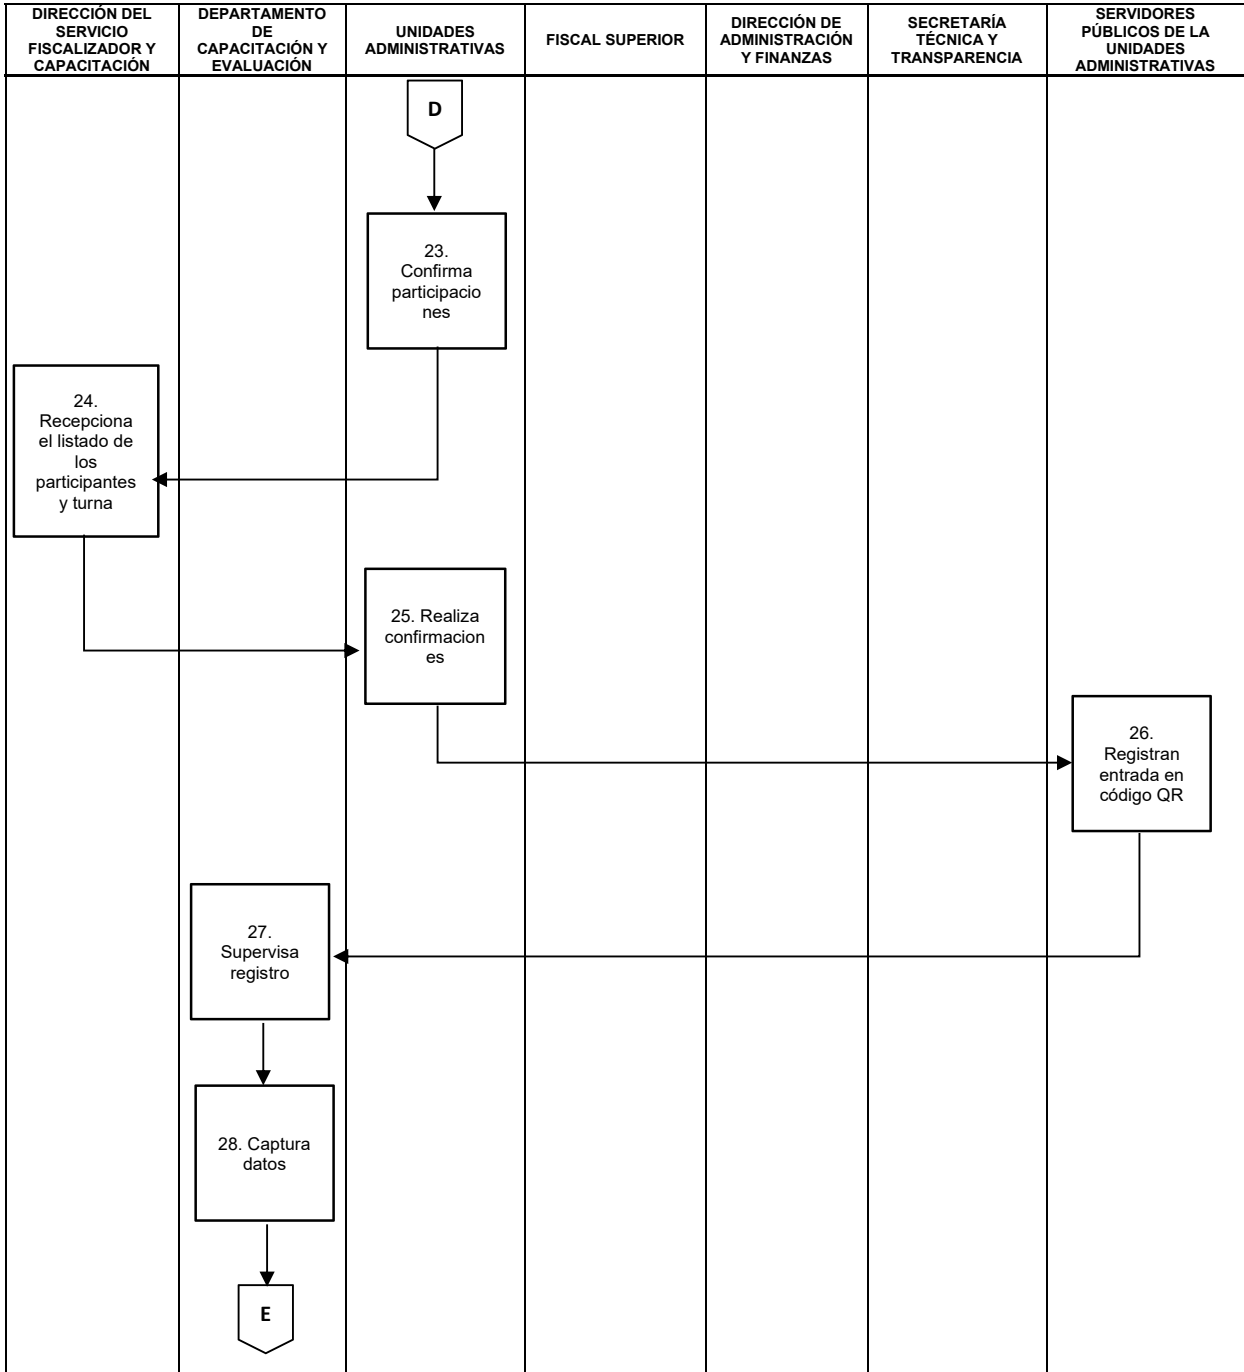 DIRECCIÓN DEL
SERVICIO
FISCALIZADOR Y
CAPACITACIÓN
DEPARTAMENTO
DE
CAPACITACIÓN Y
EVALUACIÓN
UNIDADES
ADMINISTRATIVAS
FISCAL SUPERIOR
DIRECCIÓN DE
ADMINISTRACIÓN
Y FINANZAS
SECRETARÍA
TÉCNICA Y
TRANSPARENCIA
SERVIDORES
PÚBLICOS DE LA
UNIDADES
ADMINISTRATIVAS
D
23.
Confirma
participacio
nes
24.
Recepciona
el listado de
los
participantes
y turna
25. Realiza
confirmacion
es
26.
Registran
entrada en
código QR
27.
Supervisa
registro
28. Captura
datos
E